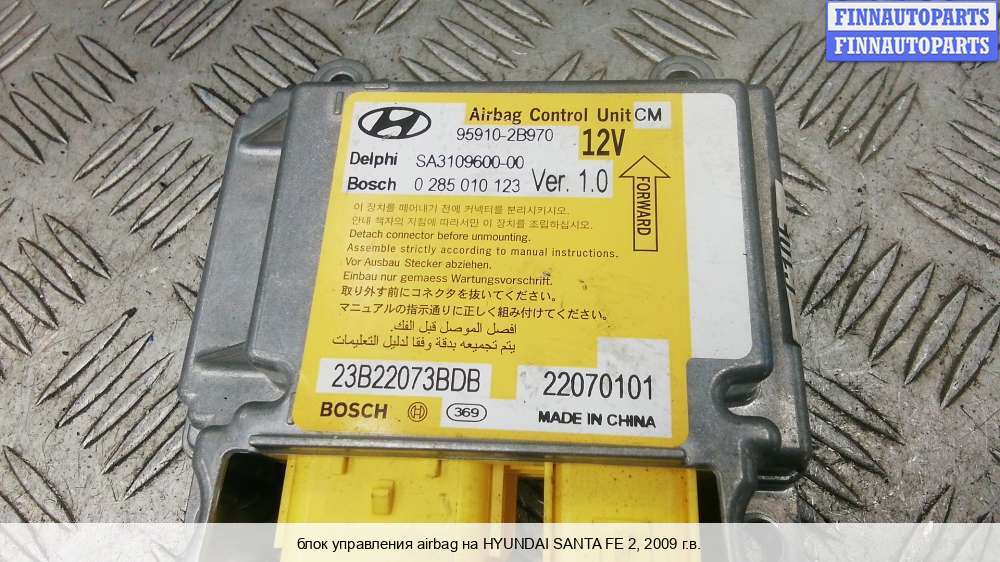 FINNAUTOPARTS
FINNAUTOPARTS
Airbag Control Unit CM
95910-2B970
12V
Delphi SA3109600-00
Bosch 0 285 010 123 Ver. 1.0
FORWARD
이 장치를 떼어내기 전에 커넥터를 분리시키시오.
안내 책자의 지침에 따라서만 이 장치를 조립하십시오.
Detach connector before unmounting.
Assemble strictly according to manual instructions.
Vor Ausbau Stecker abziehen.
Einbau nur gemaess Wartungsvorschrift.
取り外す前にコネクタを抜いてください。
マニュアルの指示通りに正しく組み付けてください。
افصل الموصل قبل الفك.
يتم تجميعه بدقة وفقا لدليل التعليمات
23B22073BDB
22070101
BOSCH 369
MADE IN CHINA
блок управления airbag на HYUNDAI SANTA FE 2, 2009 г.в.